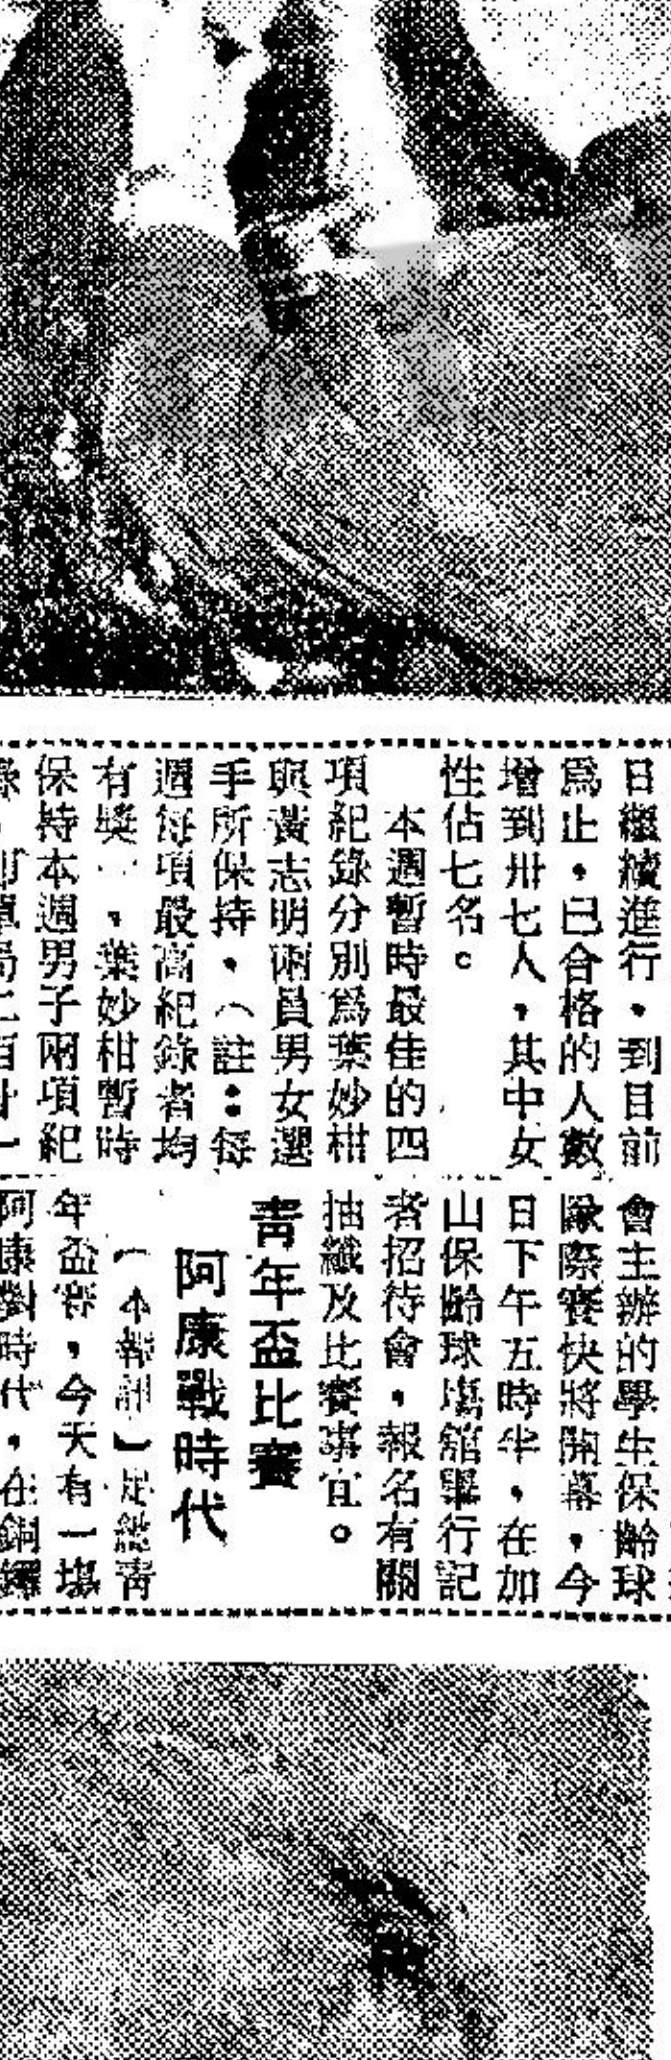 日繼續進行,到目前
為止,已合格的人數
增到卅七人,其中女
性佔七名。
本週暫時最佳的四
項紀錄分別為葉妙柑
與黃志明兩員男女選
手所保持,(註:每
週每項最高紀錄者均
有獎),葉妙柑暫時
保持本週男子兩項紀
會主辦的學生保齡球
際賽快將開幕,今
日下午五時半,在加
山保齡球塲舘舉行記
者招待會,報名有關
抽籤及比賽事宜。
青年盃比賽
阿康戰時代
(本報訊)足總青
年盃賽,今天有一塲
阿康對時代,在銅鑼